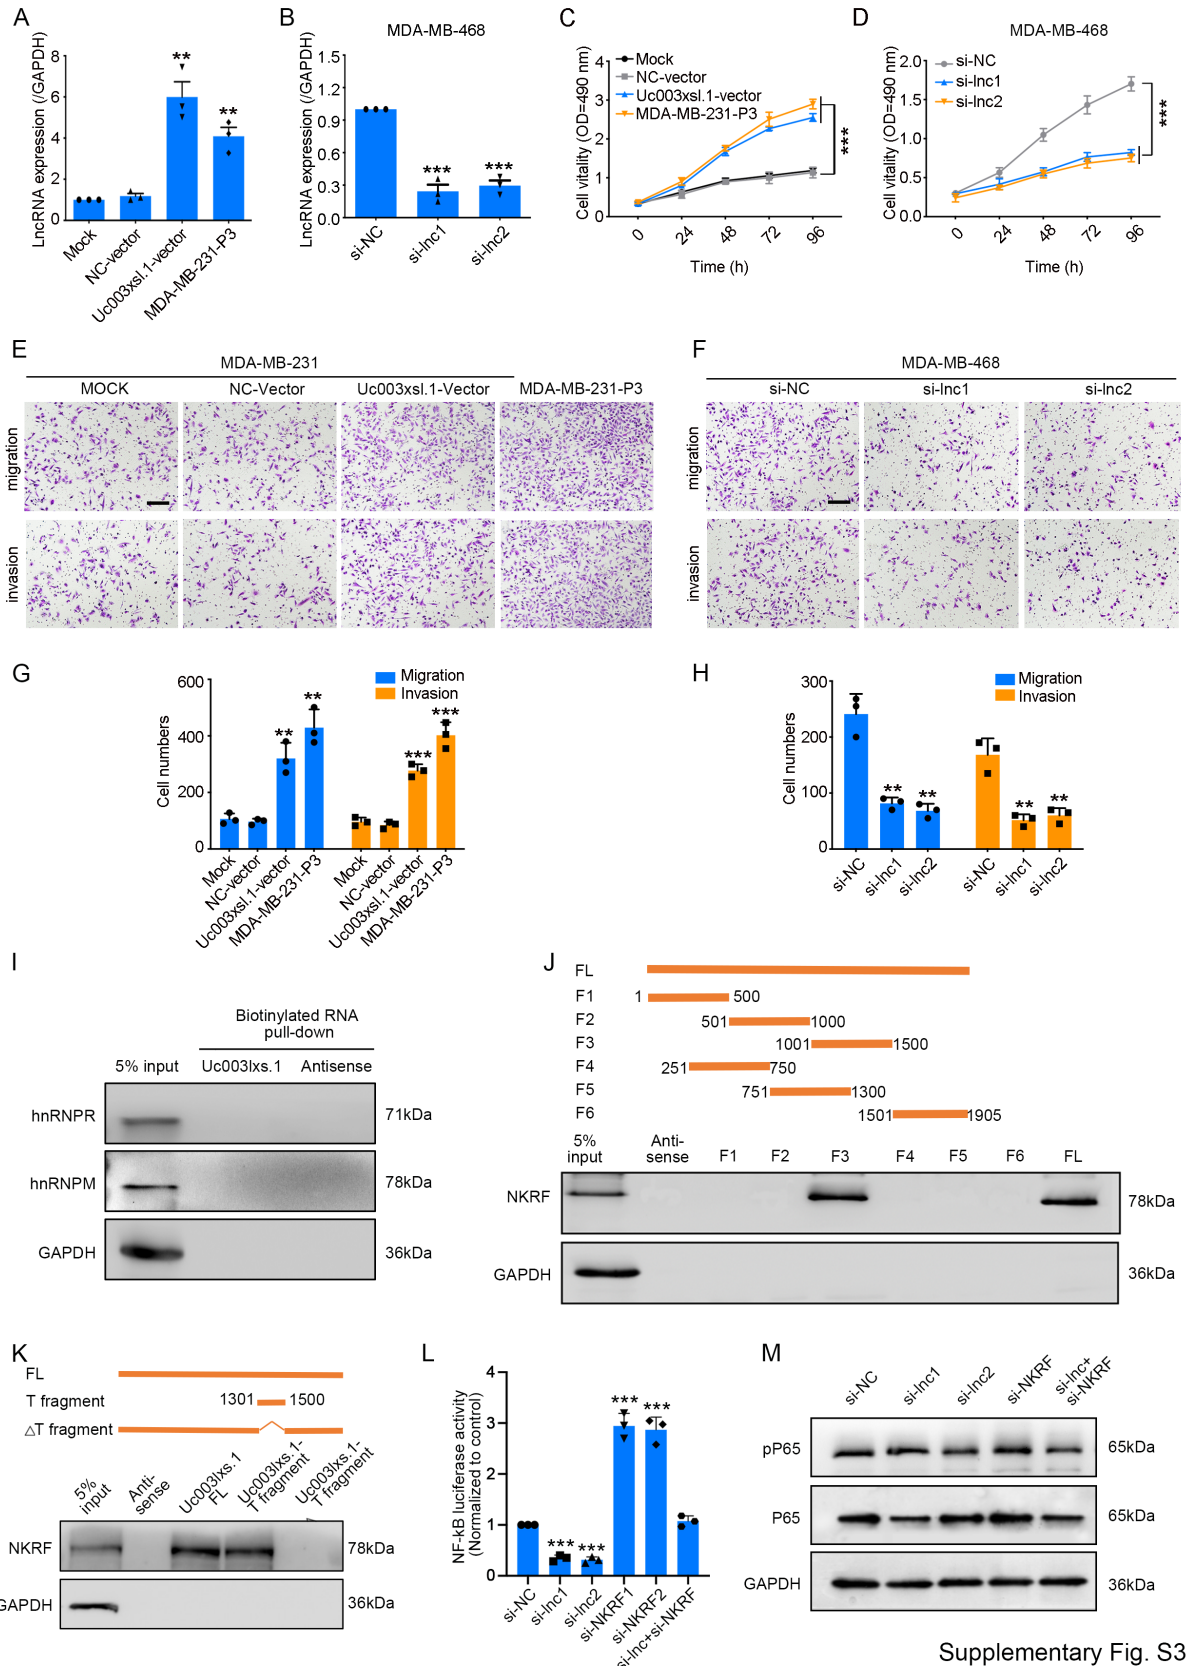 A
LncRNA expression (/GAPDH)
8
6
4
2
0
**
**
Mock
NC-vector
Uc003xsl.1-vector
MDA-MB-231-P3
B
MDA-MB-468
LncRNA expression (/GAPDH)
1.5
1.2
0.9
0.6
0.3
0.0
***
***
si-NC
si-lnc1
si-lnc2
C
Cell vitality (OD=490 nm)
4
3
2
1
0
Mock
NC-vector
Uc003xsl.1-vector
MDA-MB-231-P3
***
0
24
48
72
96
Time (h)
D
MDA-MB-468
Cell vitality (OD=490 nm)
2.0
1.5
1.0
0.5
0.0
si-NC
si-lnc1
si-lnc2
***
0
24
48
72
96
Time (h)
E
MDA-MB-231
MOCK
NC-Vector
Uc003xsl.1-Vector
MDA-MB-231-P3
migration
invasion
F
MDA-MB-468
si-NC
si-lnc1
si-lnc2
migration
invasion
G
Cell numbers
600
400
200
0
Migration
Invasion
**
**
***
***
Mock
NC-vector
Uc003xsl.1-vector
MDA-MB-231-P3
Mock
NC-vector
Uc003xsl.1-vector
MDA-MB-231-P3
H
Cell numbers
300
200
100
0
Migration
Invasion
**
**
**
**
si-NC
si-lnc1
si-lnc2
si-NC
si-lnc1
si-lnc2
I
Biotinylated RNA
pull-down
5% input
Uc003lxs.1
Antisense
hnRNPR
71kDa
hnRNPM
78kDa
GAPDH
36kDa
J
FL
F1
1
500
F2
501
1000
F3
1001
1500
F4
251
750
F5
751
1300
F6
1501
1905
5%
input
Anti-
sense
F1
F2
F3
F4
F5
F6
FL
NKRF
78kDa
GAPDH
36kDa
K
FL
T fragment
1301
1500
△T fragment
5%
input
Anti-
sense
Uc003lxs.1
FL
Uc003lxs.1-
T fragment
Uc003lxs.1-
T fragment
NKRF
78kDa
GAPDH
36kDa
L
NF-kB luciferase activity
(Normalized to control)
4
3
2
1
0
***
***
***
***
si-NC
si-lnc1
si-lnc2
si-NKRF1
si-NKRF2
si-lnc+si-NKRF
M
si-NC
si-lnc1
si-lnc2
si-NKRF
si-lnc+
si-NKRF
pP65
65kDa
P65
65kDa
GAPDH
36kDa
Supplementary Fig. S3